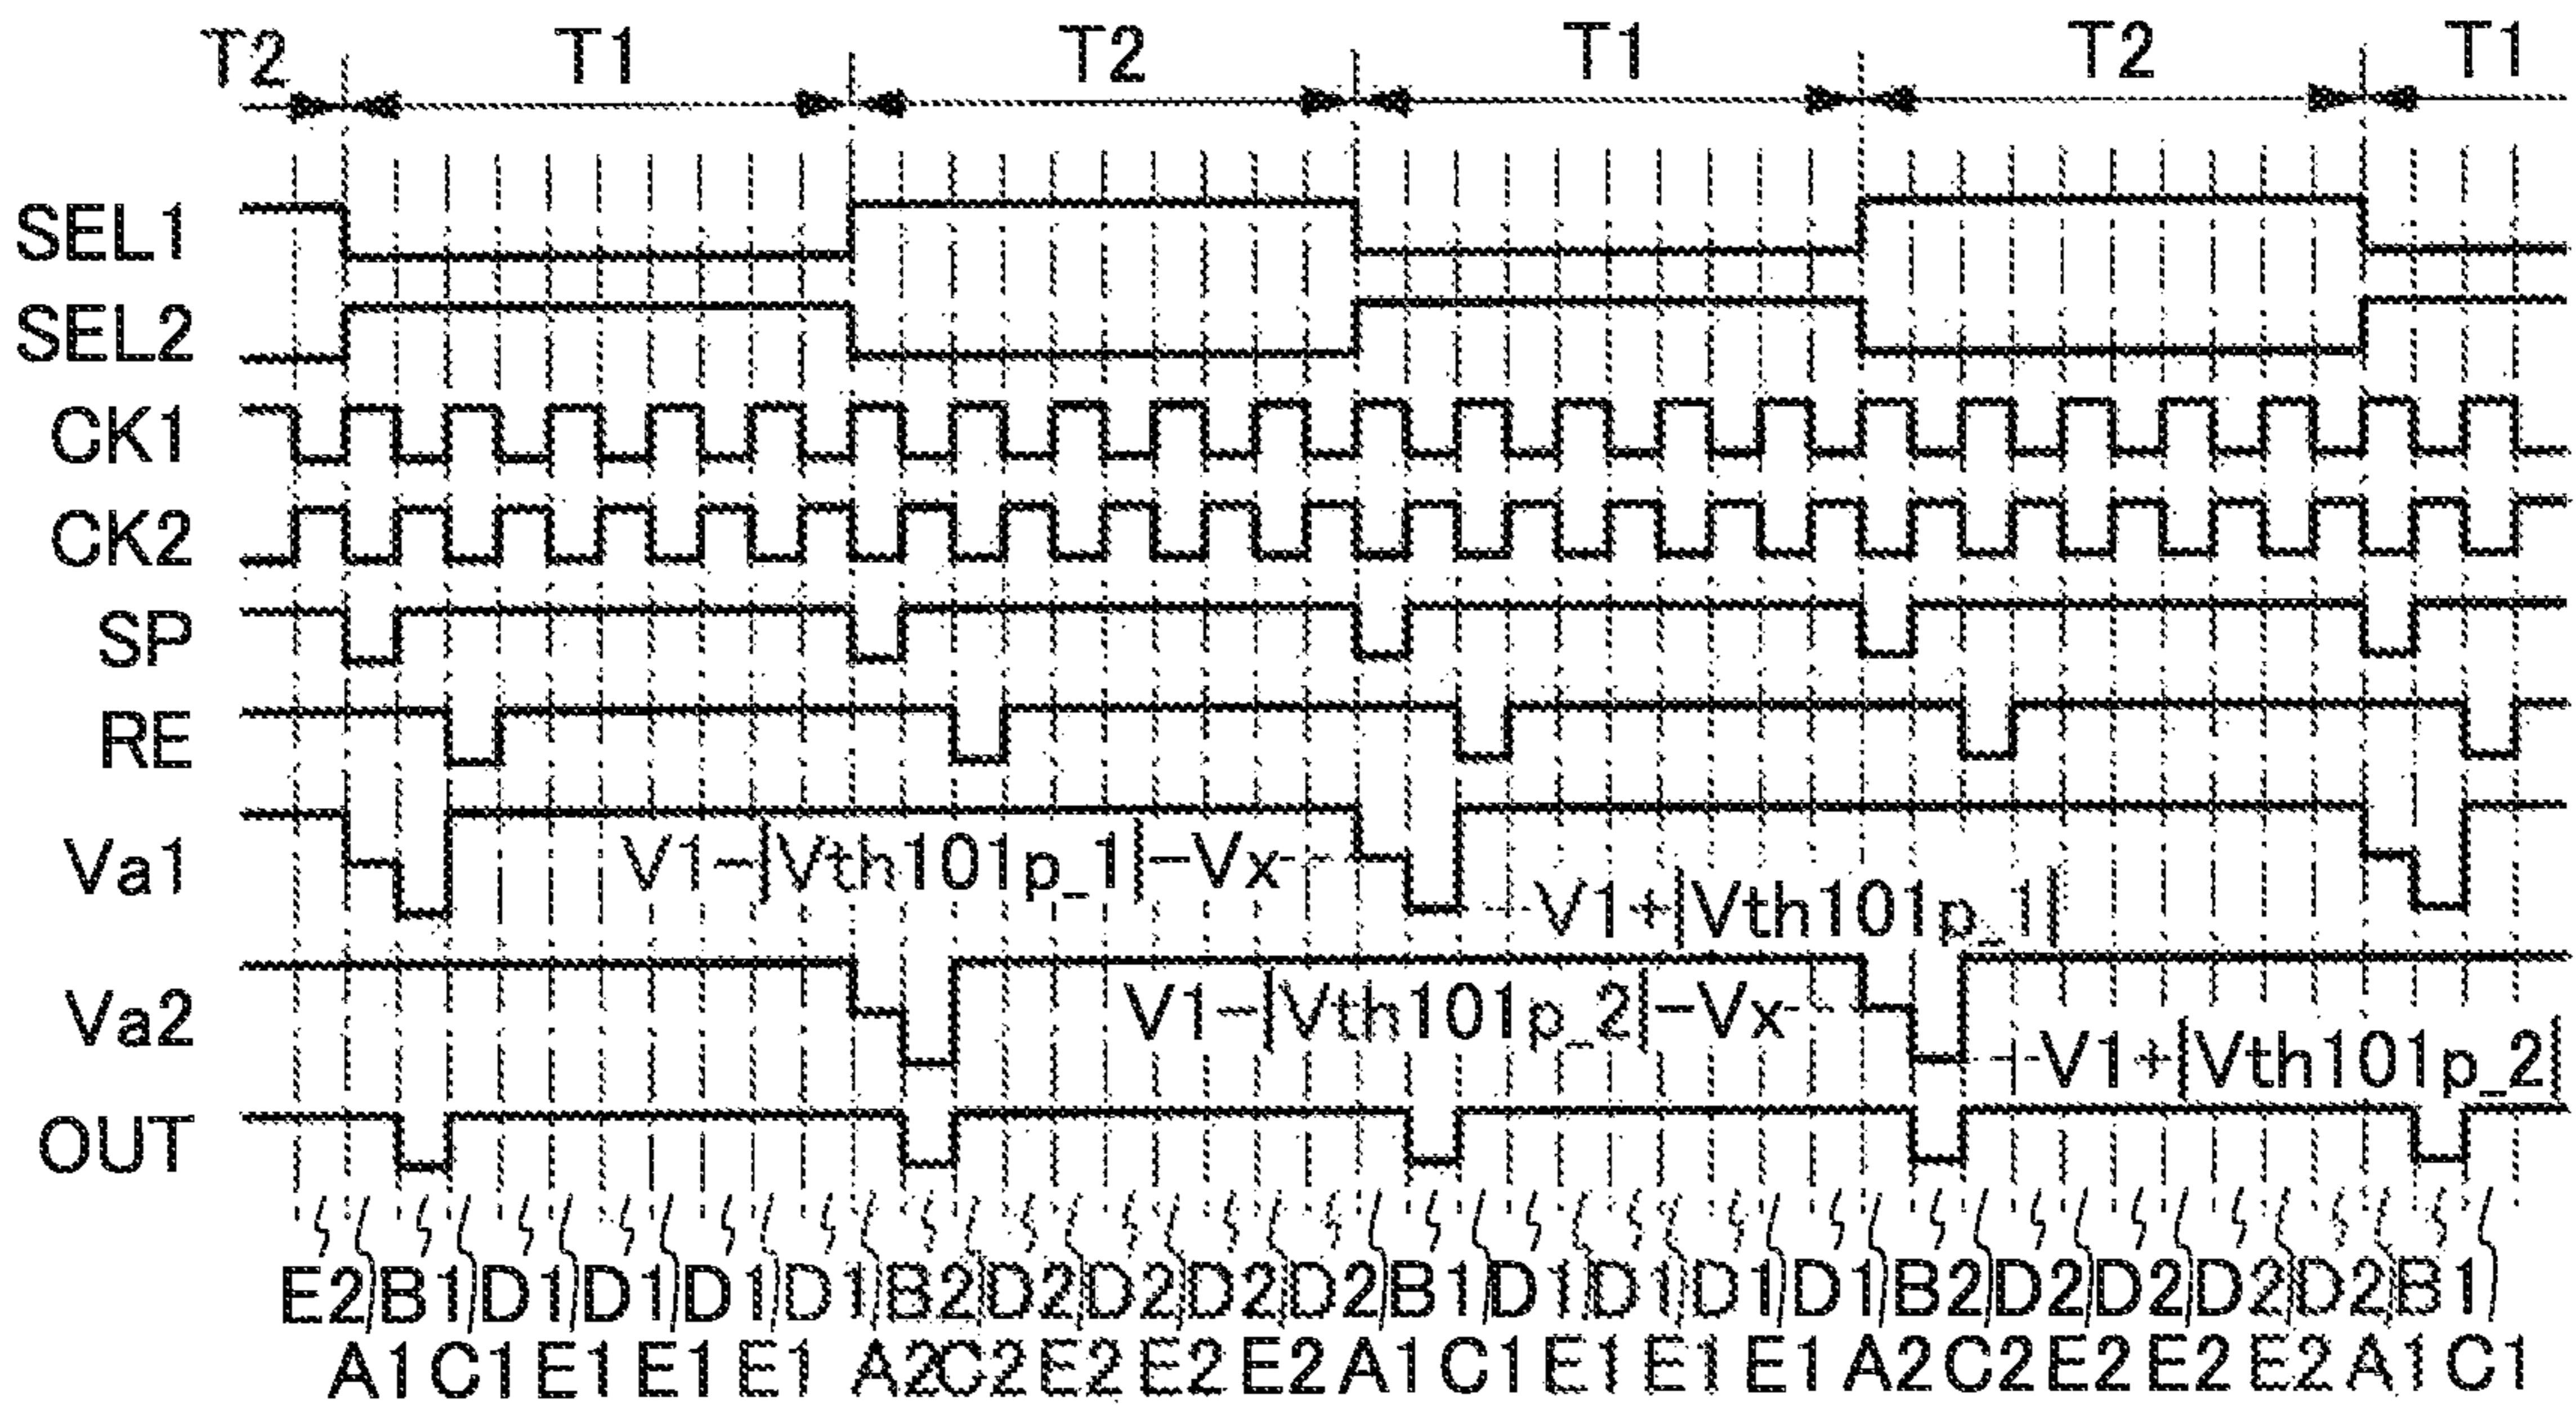 T2 T1 T2 T1 T2 T1
SEL1
SEL2
CK1
CK2
SP
RE
Va1
V1-|Vth101p_1|-Vx
V1+|Vth101p_1|
Va2
V1-|Vth101p_2|-Vx
V1+|Vth101p_2|
OUT
E2 B1 D1 D1 D1 D1 B2 D2 D2 D2 D2 B1 D1 D1 D1 D1 B2 D2 D2 D2 D2 B1
A1 C1 E1 E1 E1 A2 C2 E2 E2 E2 A1 C1 E1 E1 E1 A2 C2 E2 E2 E2 A1 C1